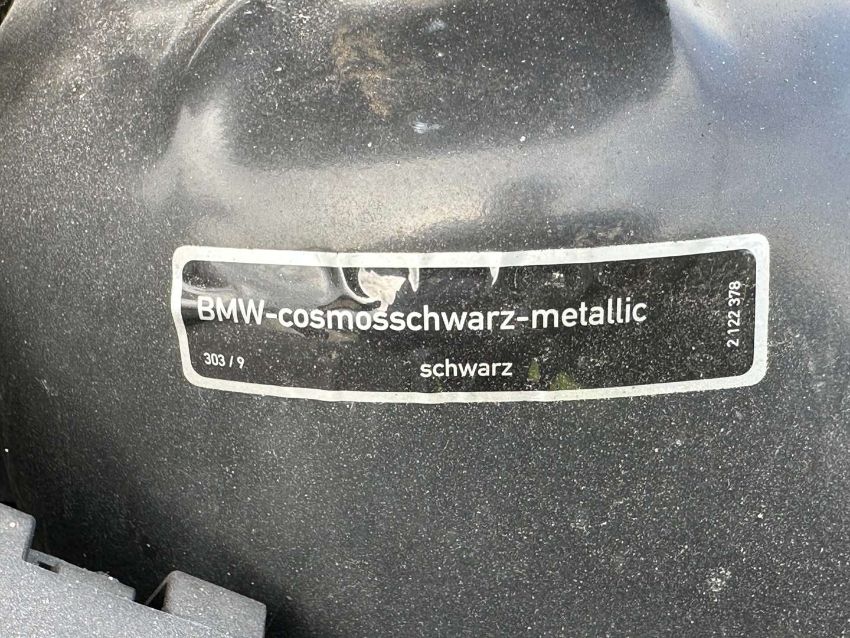 BMW-cosmosschwarz-metallic
303 / 9
schwarz
2 122 378